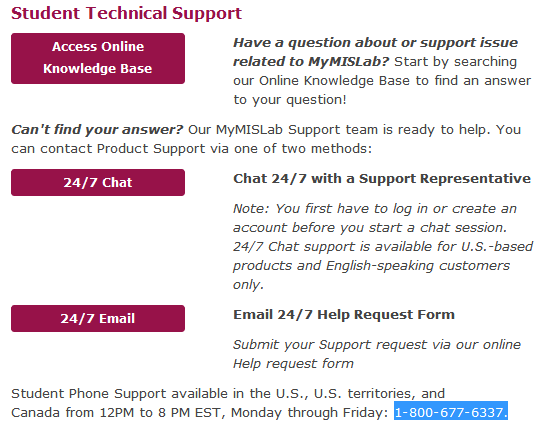 Student Technical Support
Access Online
Knowledge Base
Have a question about or support issue
related to MyMISLab? Start by searching
our Online Knowledge Base to find an answer
to your question!
Can't find your answer? Our MyMISLab Support team is ready to help. You
can contact Product Support via one of two methods:
24/7 Chat
Chat 24/7 with a Support Representative
Note: You first have to log in or create an
account before you start a chat session.
24/7 Chat support is available for U.S.-based
products and English-speaking customers
only.
24/7 Email
Email 24/7 Help Request Form
Submit your Support request via our online
Help request form
Student Phone Support available in the U.S., U.S. territories, and
Canada from 12PM to 8 PM EST, Monday through Friday: 1-800-677-6337.